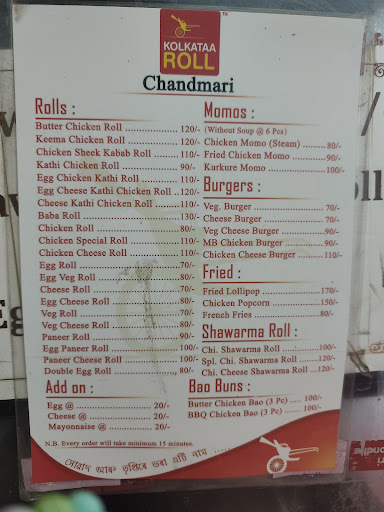 KOLKATAA
ROLL
TM
Chandmari
Rolls :
Butter Chicken Roll ..................... 120/-
Keema Chicken Roll ..................... 120/-
Chicken Sheek Kabab Roll ........... 110/-
Kathi Chicken Roll ........................ 90/-
Egg Chicken Kathi Roll ................ 110/-
Egg Cheese Kathi Chicken Roll .. 120/-
Cheese Kathi Chicken Roll ........... 110/-
Baba Roll ..................... 130/-
Chicken Roll ..................... 80/-
Chicken Special Roll ..................... 110/-
Chicken Cheese Roll ..................... 110/-
Egg Roll ..................... 70/-
Egg Veg Roll ..................... 80/-
Cheese Roll ..................... 70/-
Egg Cheese Roll ..................... 80/-
Veg Roll ..................... 70/-
Veg Cheese Roll ..................... 80/-
Paneer Roll ..................... 90/-
Egg Paneer Roll ..................... 100/-
Paneer Cheese Roll ..................... 100/-
Double Egg Roll ..................... 80/-
Add on :
Egg @ ..................... 20/-
Cheese @ ..................... 20/-
Mayonnaise @ ..................... 20/-
N.B. Every order will take minimum 15 minutes.
Momos :
(Without Soup @ 6 Pcs)
Chicken Momo (Steam) ......... 80/-
Fried Chicken Momo ............ 90/-
Kurkure Momo ..................... 100/-
Burgers :
Veg. Burger ..................... 70/-
Cheese Burger ..................... 70/-
Veg Cheese Burger ............... 90/-
MB Chicken Burger .............. 90/-
Chicken Cheese Burger ........ 110/-
Fried :
Fried Lollipop ..................... 170/-
Chicken Popcorn .................. 150/-
French Fries ..................... 80/-
Shawarma Roll :
Chi. Shawarma Roll ............ 100/-
Spl. Chi. Shawarma Roll ..... 120/-
Chi. Cheese Shawarma Roll .. 120/-
Bao Buns :
Butter Chicken Bao (3 Pc) ..... 100/-
BBQ Chicken Bao (3 Pc) ...... 100/-
সোৱাদ আৰু তৃপ্তিৰে ভৰা এটি নাম .....